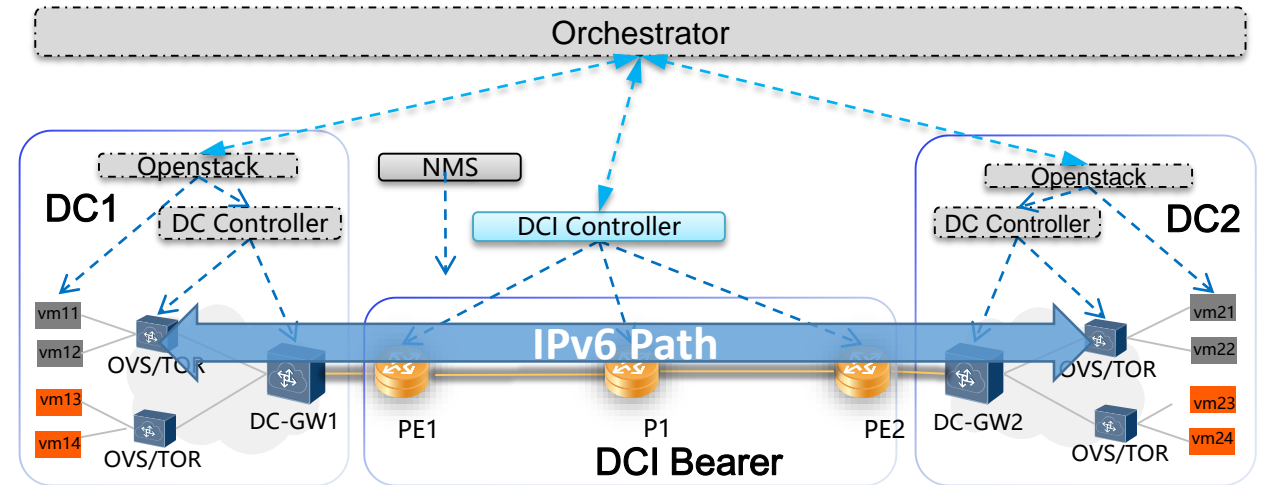 Orchestrator
Openstack
NMS
Openstack
DC1
DC Controller
DCI Controller
DC Controller
DC2
vm11
vm12
vm13
vm14
IPv6 Path
vm21
vm22
vm23
vm24
OVS/TOR
OVS/TOR
DC-GW1
PE1
P1
PE2
DC-GW2
OVS/TOR
OVS/TOR
DCI Bearer